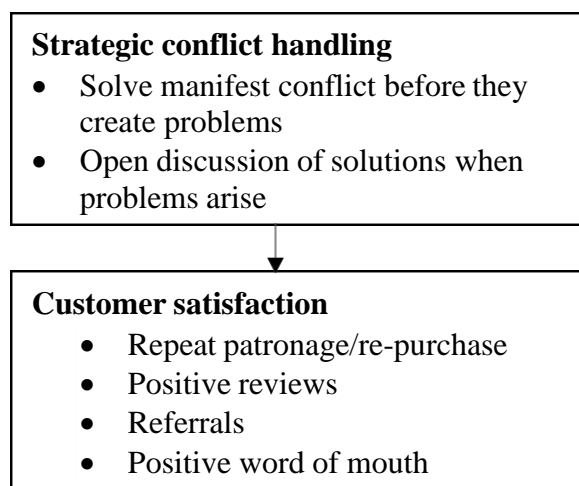 Strategic conflict handling
• Solve manifest conflict before they
create problems
• Open discussion of solutions when
problems arise
Customer satisfaction
• Repeat patronage/re-purchase
• Positive reviews
• Referrals
• Positive word of mouth